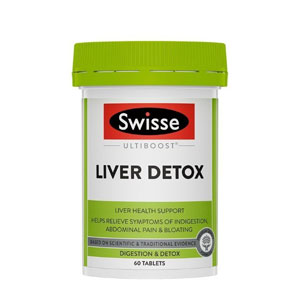 Swisse
ULTIBOOST®
LIVER DETOX
LIVER HEALTH SUPPORT
HELPS RELIEVE SYMPTOMS OF INDIGESTION,
ABDOMINAL PAIN & BLOATING
BASED ON SCIENTIFIC & TRADITIONAL EVIDENCE
DIGESTION & DETOX
60 TABLETS